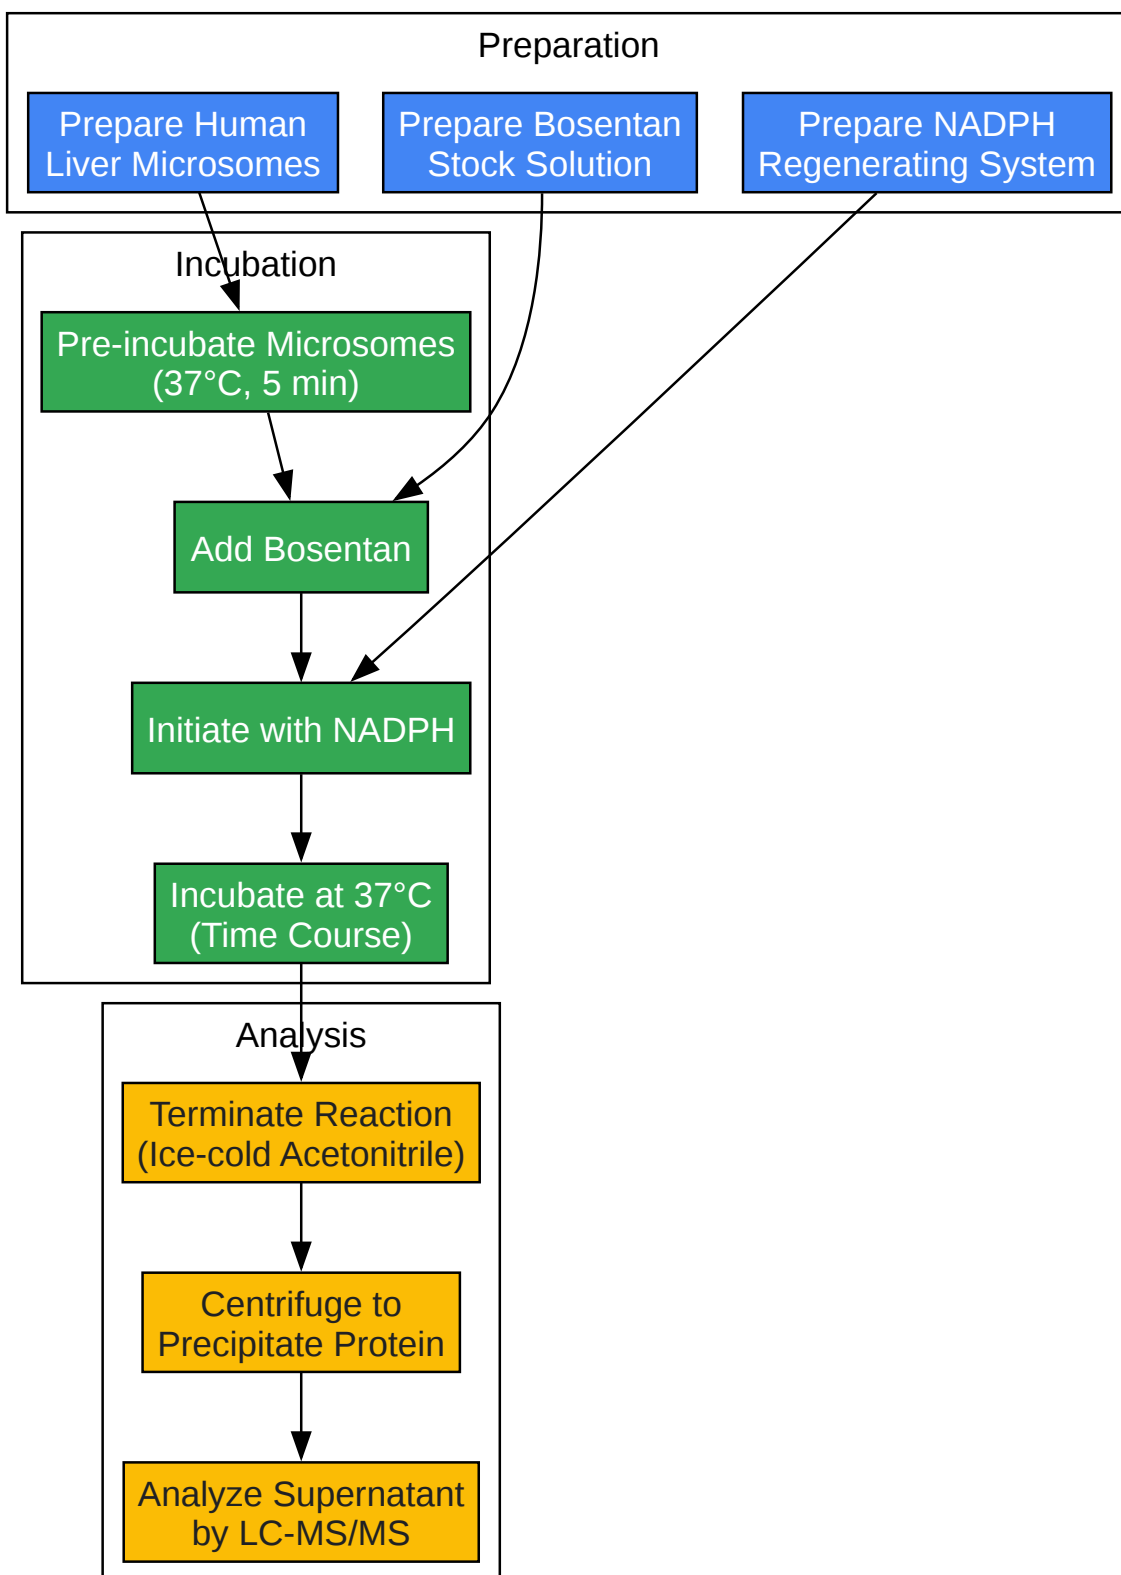 Preparation
Prepare Human
Liver Microsomes
Prepare Bosentan
Stock Solution
Prepare NADPH
Regenerating System
Incubation
Pre-incubate Microsomes
(37°C, 5 min)
Add Bosentan
Initiate with NADPH
Incubate at 37°C
(Time Course)
Analysis
Terminate Reaction
(Ice-cold Acetonitrile)
Centrifuge to
Precipitate Protein
Analyze Supernatant
by LC-MS/MS